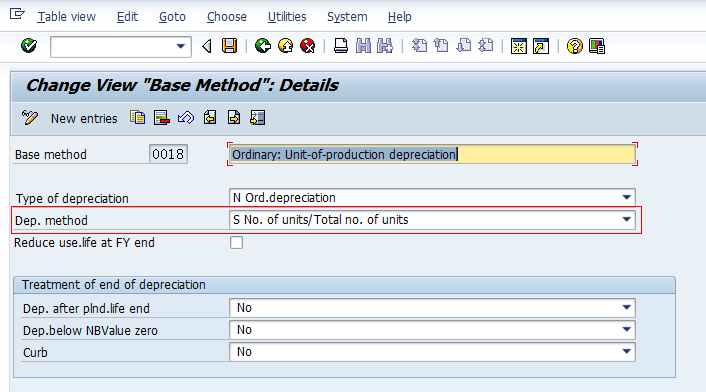 Table view Edit Goto Choose Utilities System Help
Change View "Base Method": Details
New entries
Base method 0018 Ordinary: Unit-of-production depreciation
Type of depreciation N Ord.depreciation
Dep. method S No. of units/Total no. of units
Reduce use.life at FY end
Treatment of end of depreciation
Dep. after plnd.life end No
Dep.below NBValue zero No
Curb No